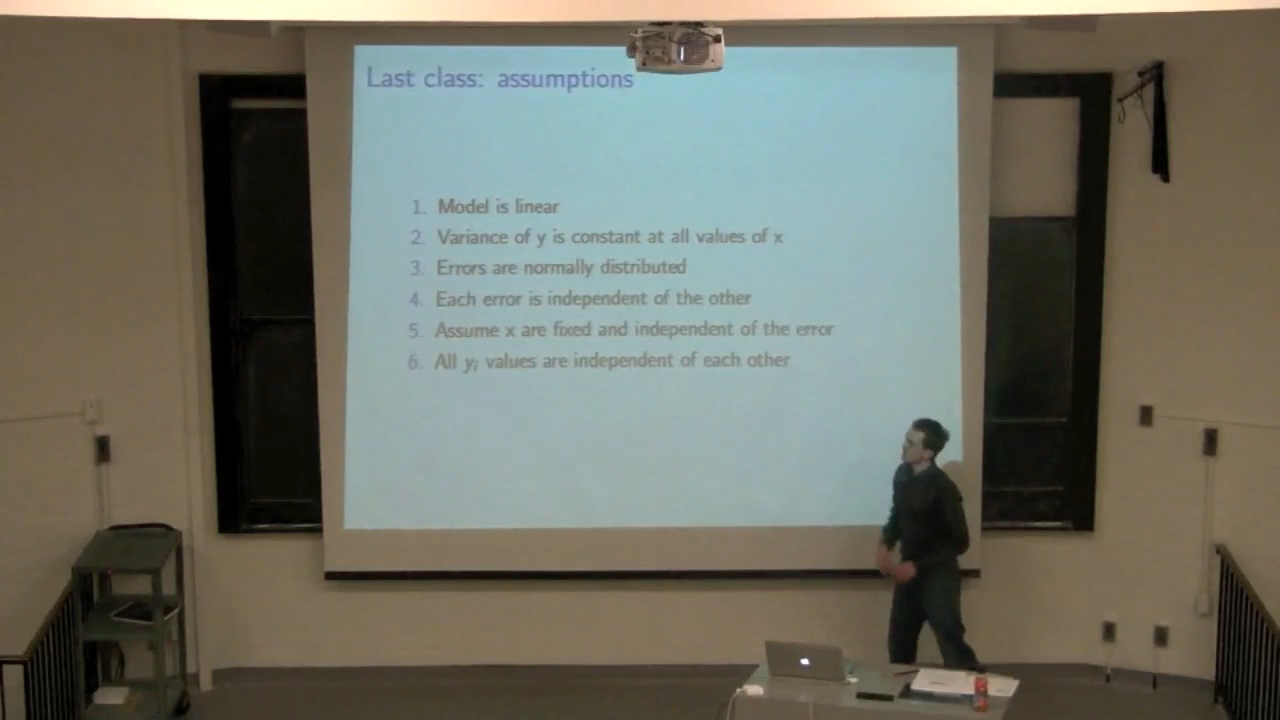 Last class: assumptions
1. Model is linear
2. Variance of y is constant at all values of x
3. Errors are normally distributed
4. Each error is independent of the other
5. Assume x are fixed and independent of the error
6. All yᵢ values are independent of each other